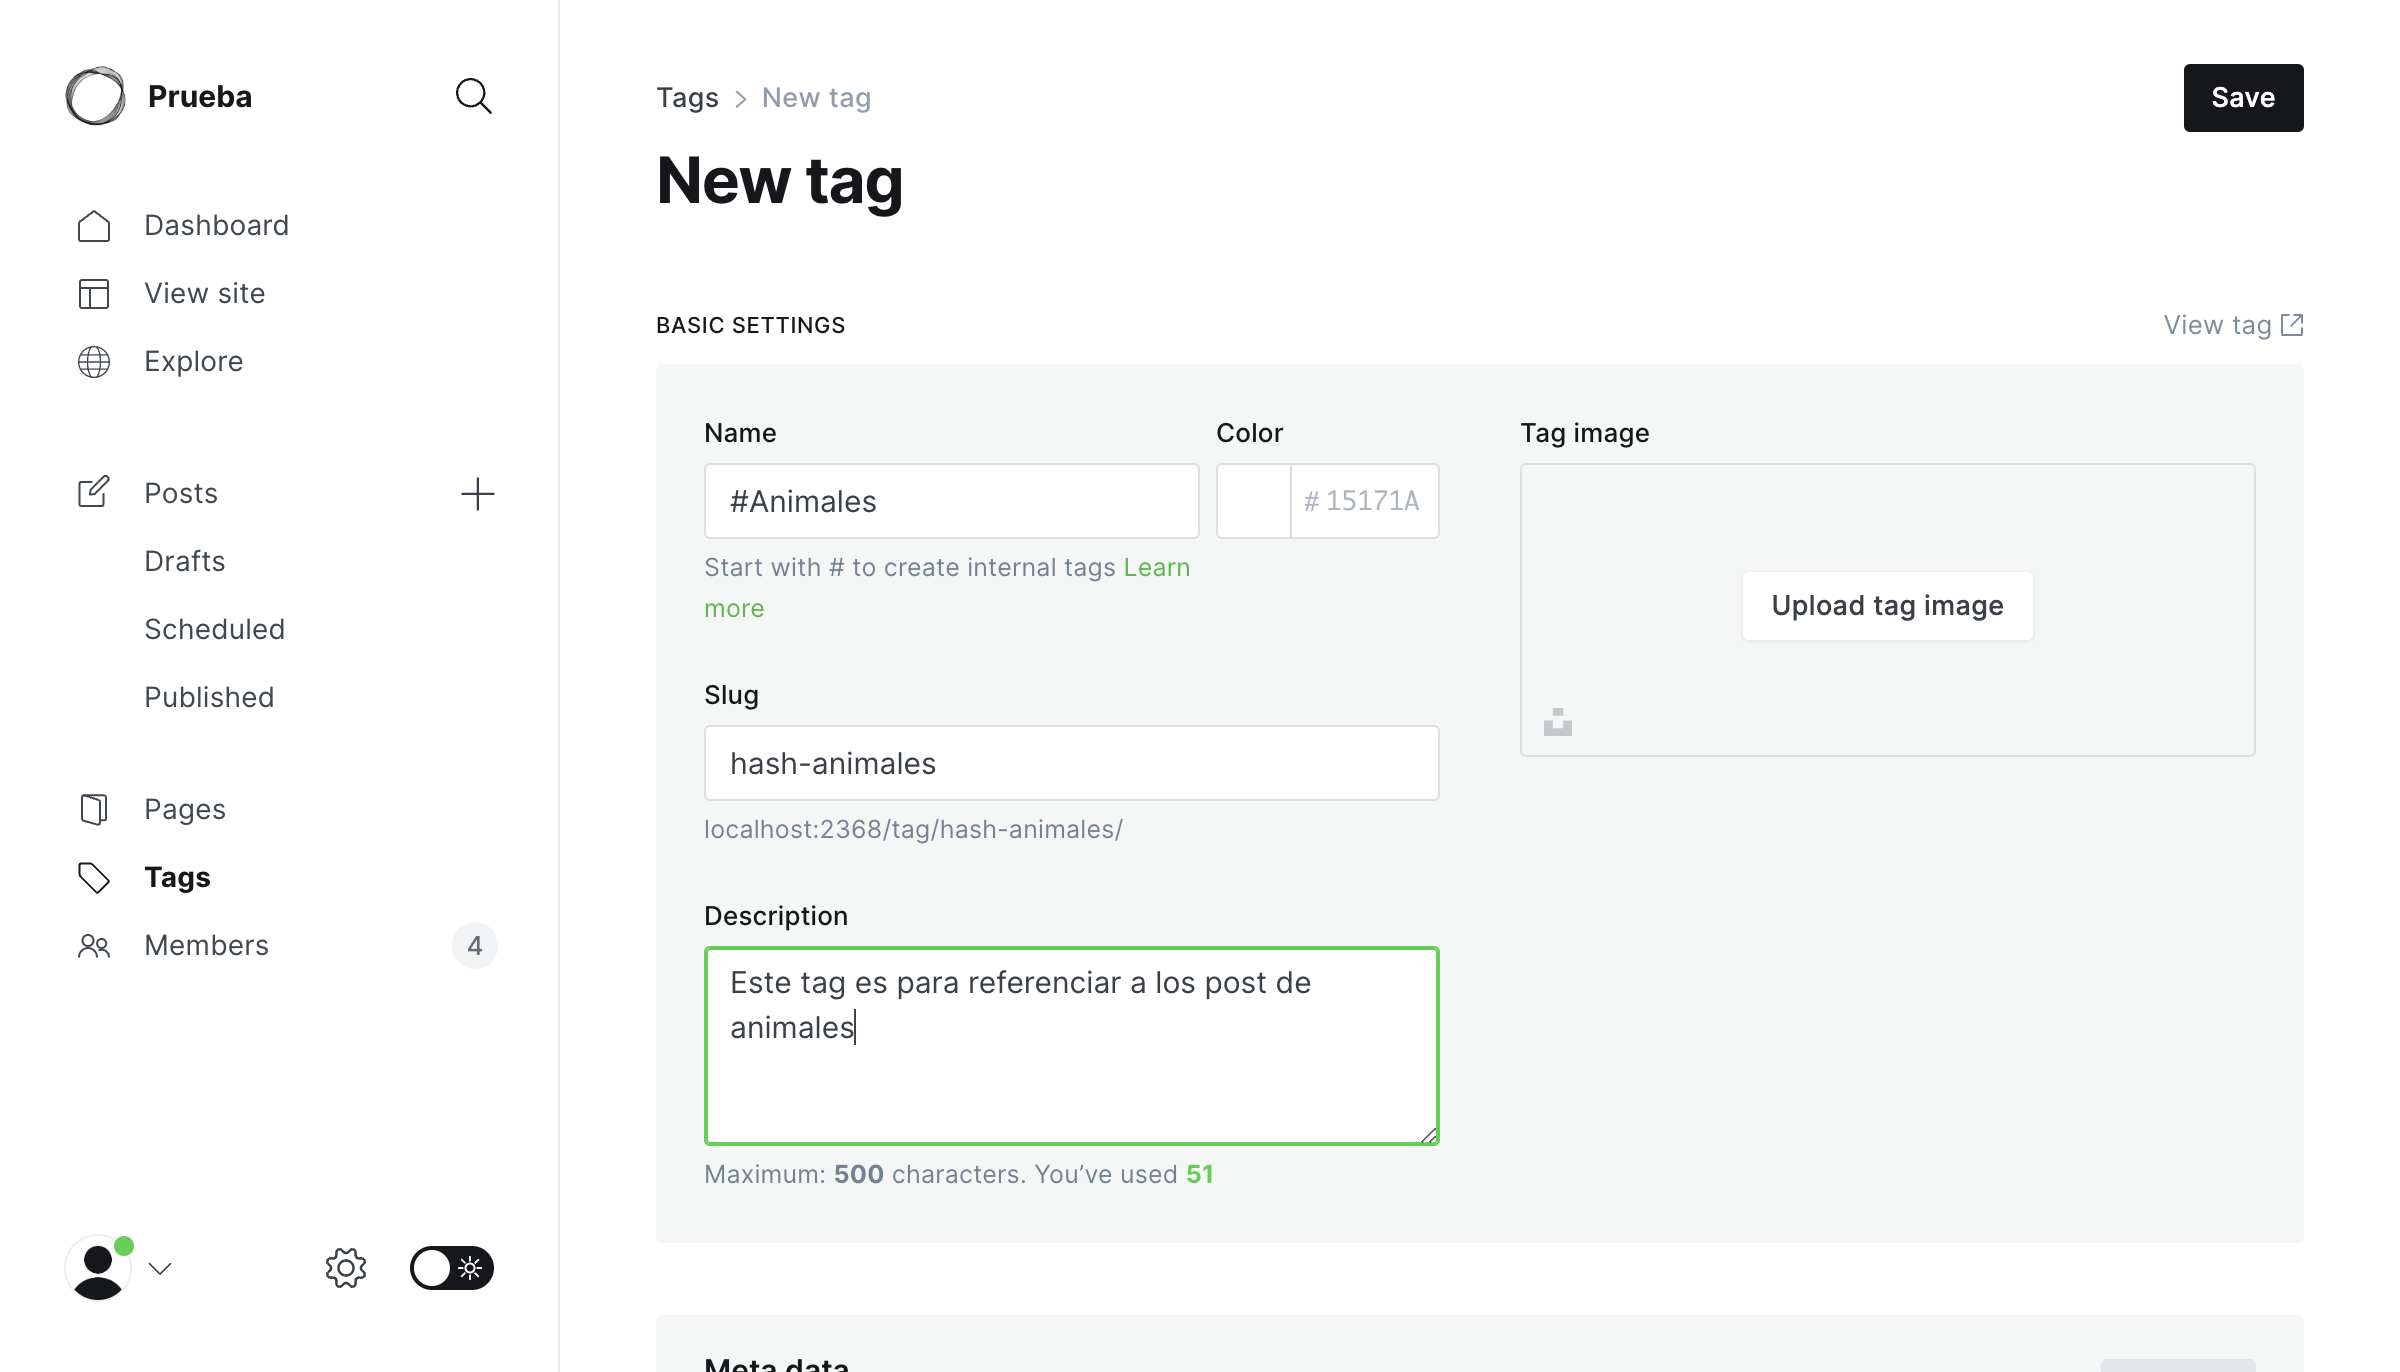 Prueba
Dashboard
View site
Explore
Posts
Drafts
Scheduled
Published
Pages
Tags
Members
4
Tags > New tag
Save
New tag
BASIC SETTINGS
View tag
Name
#Animales
Start with # to create internal tags Learn
more
Color
# 15171A
Slug
hash-animales
localhost:2368/tag/hash-animales/
Description
Este tag es para referenciar a los post de
animales
Maximum: 500 characters. You’ve used 51
Tag image
Upload tag image
Meta data